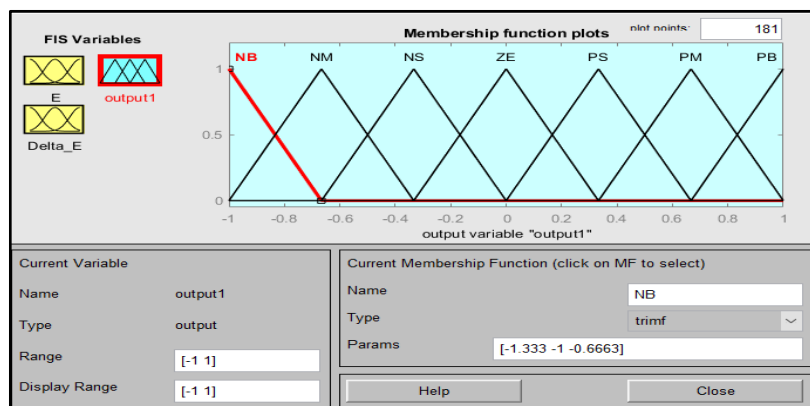 FIS Variables
E
output1
Delta_E
Membership function plots
plot points:
181
NB NM NS ZE PS PM PB
1
0.5
0
-1 -0.8 -0.6 -0.4 -0.2 0 0.2 0.4 0.6 0.8 1
output variable "output1"
Current Variable
Name output1
Type output
Range [-1 1]
Display Range [-1 1]
Current Membership Function (click on MF to select)
Name NB
Type trimf
Params [-1.333 -1 -0.6663]
Help Close